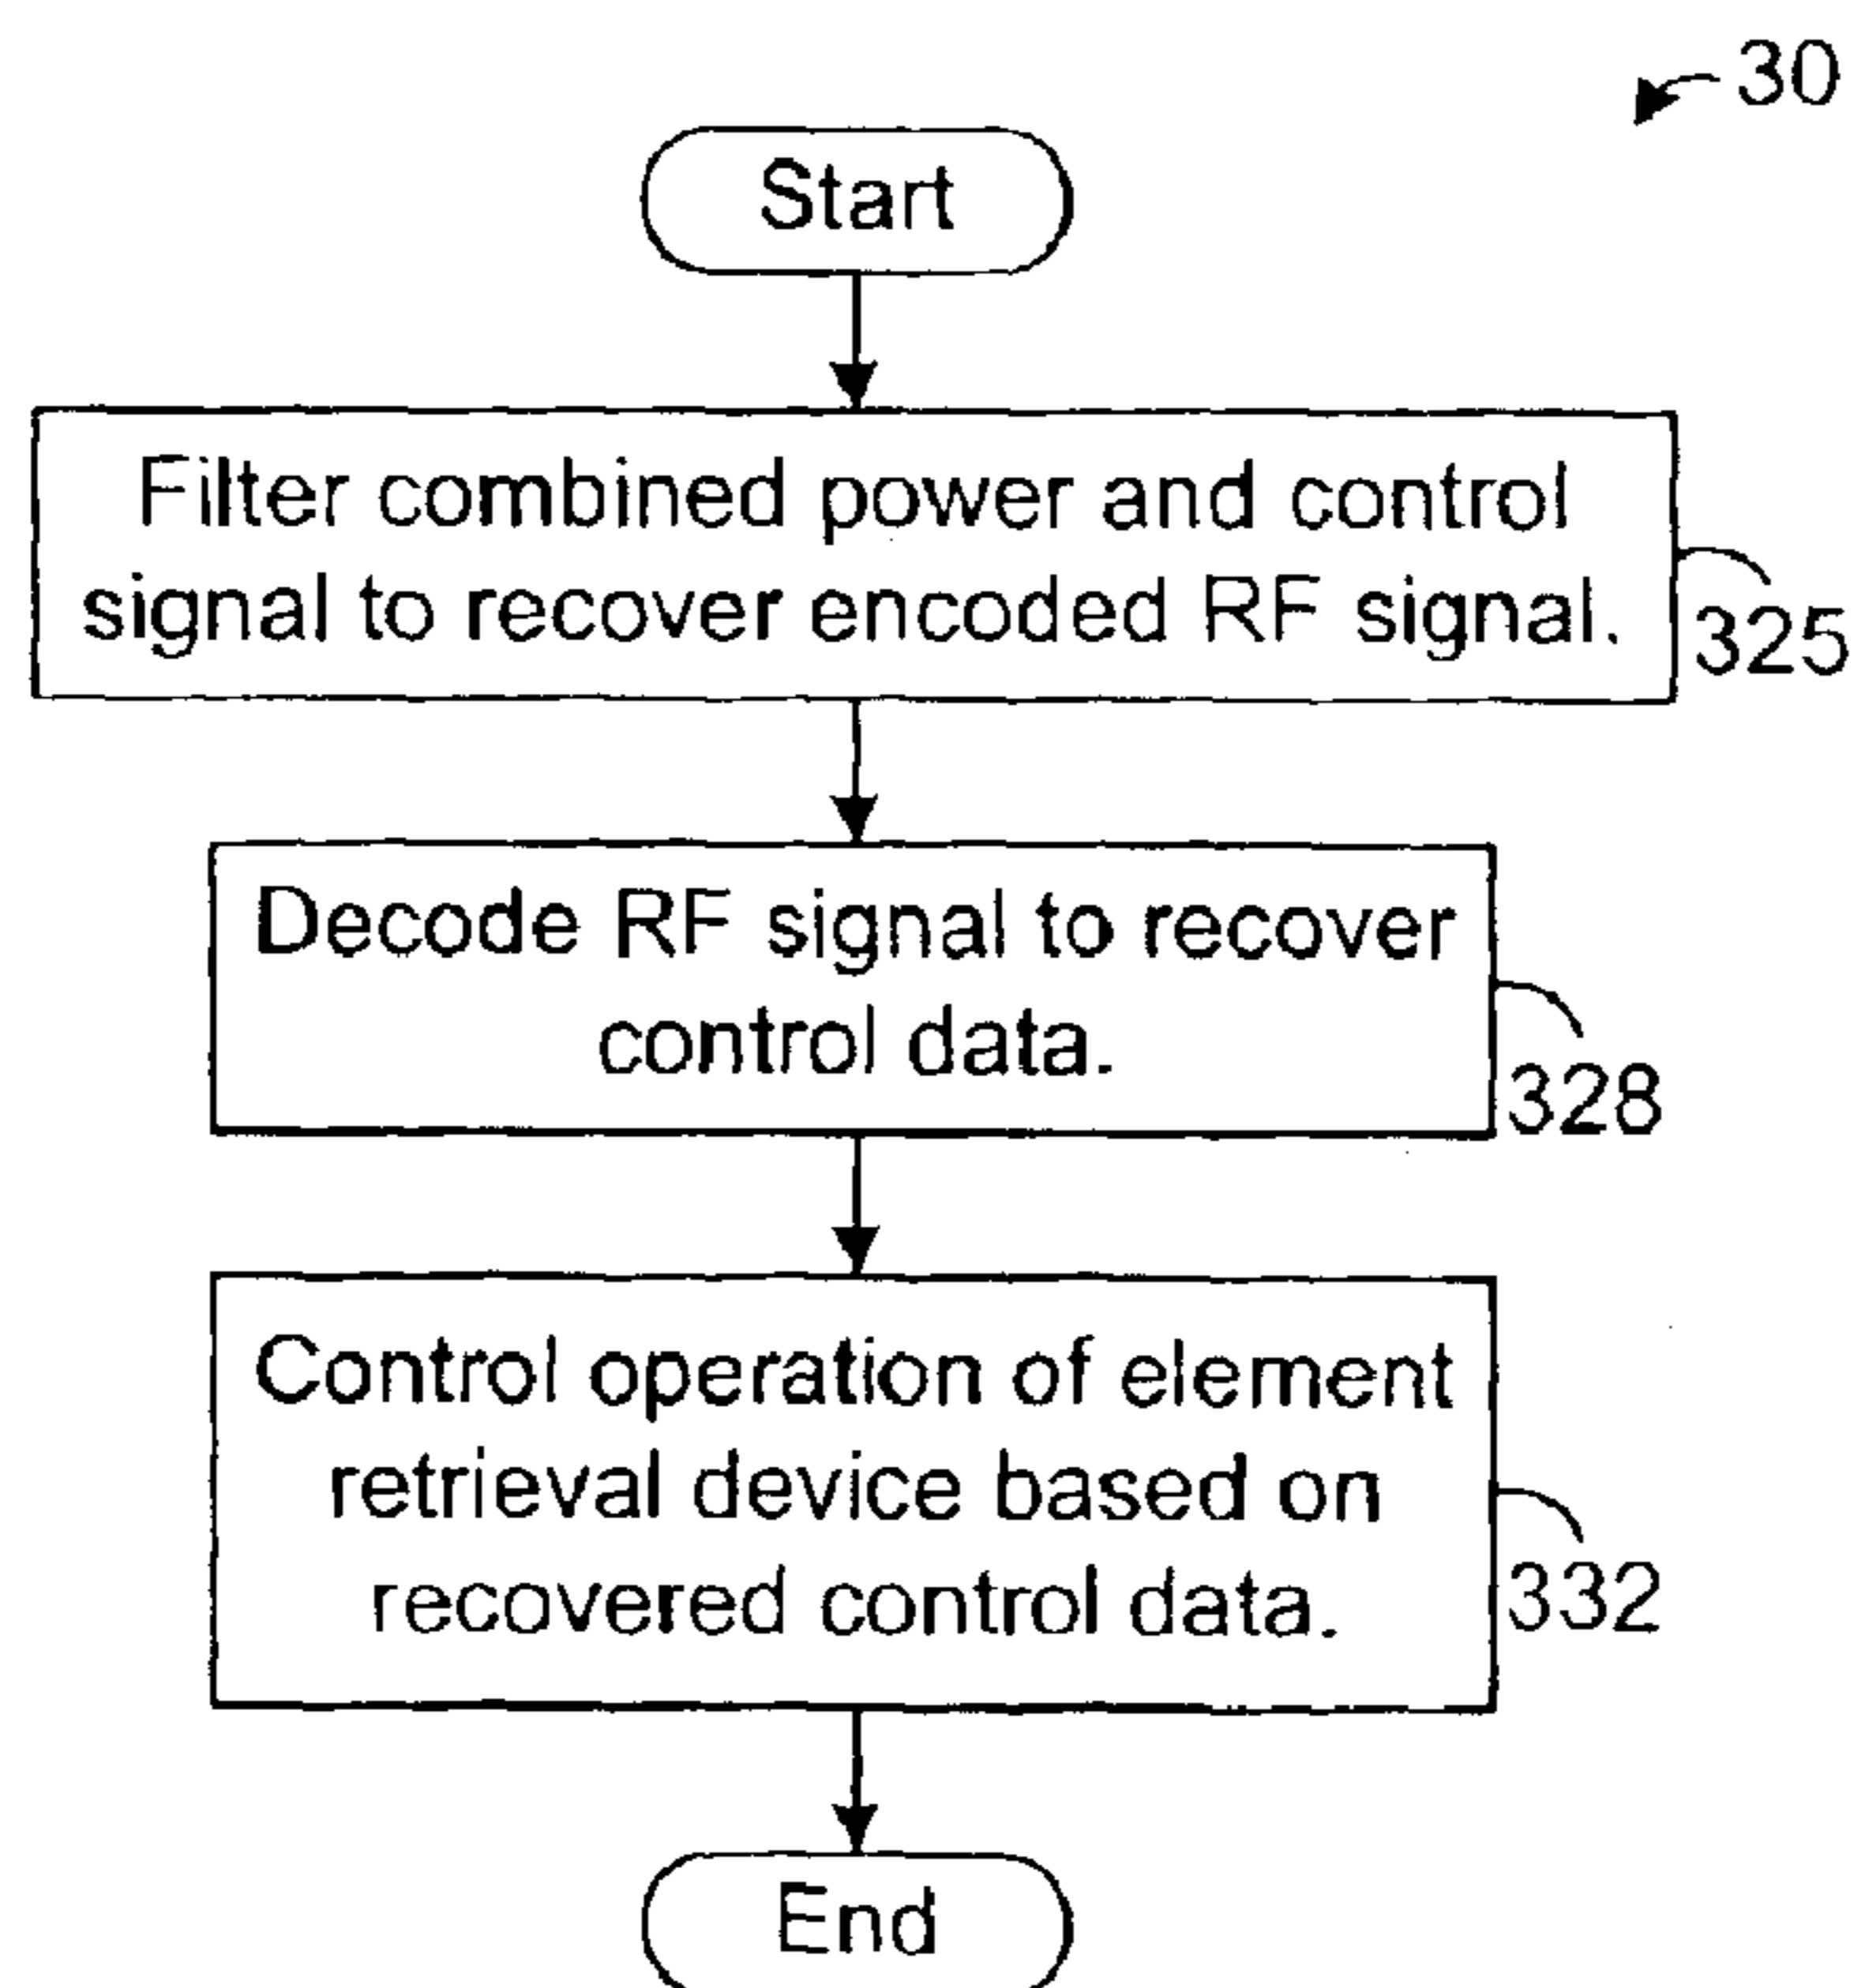 30
Start
Filter combined power and control
signal to recover encoded RF signal.
325
Decode RF signal to recover
control data.
328
Control operation of element
retrieval device based on
recovered control data.
332
End